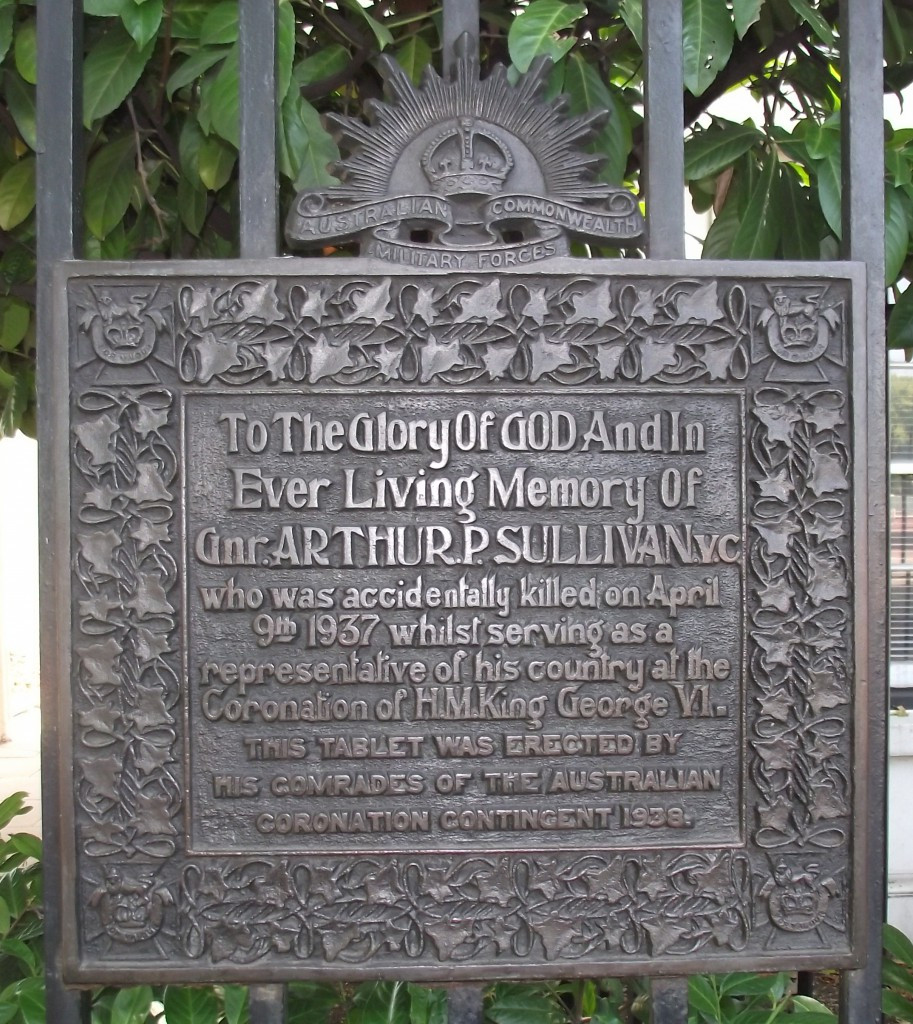 AUSTRALIAN COMMONWEALTH
MILITARY FORCES
To The Glory Of GOD And In
Ever Living Memory Of
Gnr. ARTHUR.P.SULLIVAN.VC
who was accidentally killed on April
9th 1937 whilst serving as a
representative of his country at the
Coronation of H.M.King George VI.
THIS TABLET WAS ERECTED BY
HIS COMRADES OF THE AUSTRALIAN
CORONATION CONTINGENT 1938.